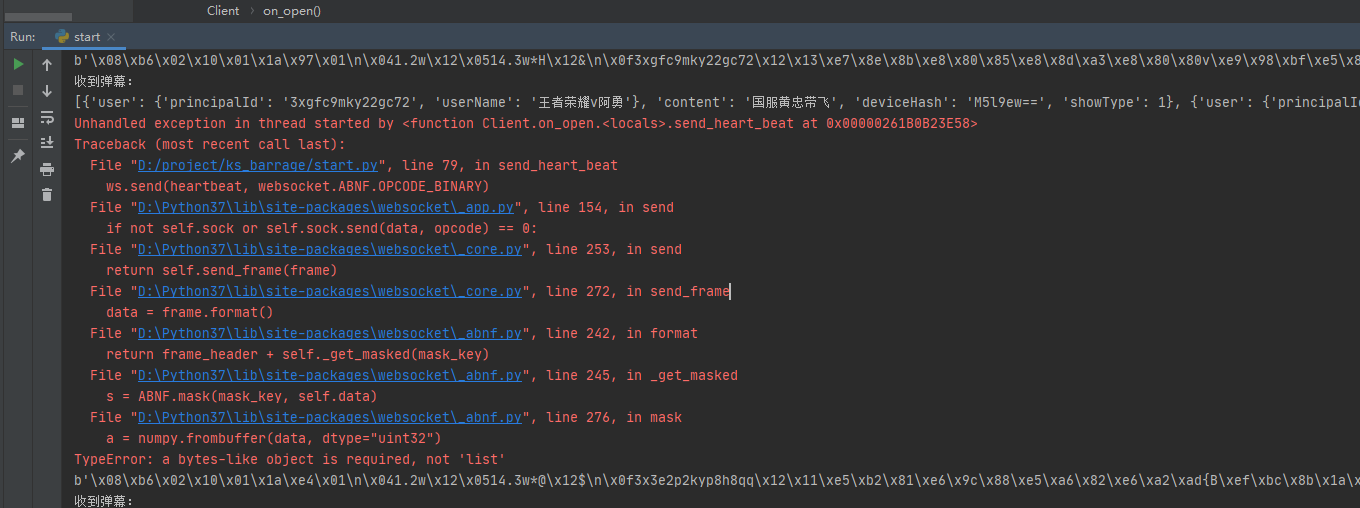 Client › on_open()
Run: start ×
b'\x08\xb6\x02\x10\x01\x1a\x97\x01\n\x041.2w\x12\x0514.3w*H\x12&\n\x0f3xgfc9mky22gc72\x12\x13\xe7\x8e\x8b\xe8\x80\x85\xe8\x8d\xa3\xe8\x80\x80v\xe9\x98\xbf\xe5\x8
收到弹幕:
[{'user': {'principalId': '3xgfc9mky22gc72', 'userName': '王者荣耀v阿勇'}, 'content': '国服黄忠带飞', 'deviceHash': 'M5l9ew==', 'showType': 1}, {'user': {'principalId
Unhandled exception in thread started by <function Client.on_open.<locals>.send_heart_beat at 0x00000261B0B23E58>
Traceback (most recent call last):
File "D:/project/ks_barrage/start.py", line 79, in send_heart_beat
ws.send(heartbeat, websocket.ABNF.OPCODE_BINARY)
File "D:\Python37\lib\site-packages\websocket\_app.py", line 154, in send
if not self.sock or self.sock.send(data, opcode) == 0:
File "D:\Python37\lib\site-packages\websocket\_core.py", line 253, in send
return self.send_frame(frame)
File "D:\Python37\lib\site-packages\websocket\_core.py", line 272, in send_frame
data = frame.format()
File "D:\Python37\lib\site-packages\websocket\_abnf.py", line 242, in format
return frame_header + self._get_masked(mask_key)
File "D:\Python37\lib\site-packages\websocket\_abnf.py", line 245, in _get_masked
s = ABNF.mask(mask_key, self.data)
File "D:\Python37\lib\site-packages\websocket\_abnf.py", line 276, in mask
a = numpy.frombuffer(data, dtype="uint32")
TypeError: a bytes-like object is required, not 'list'
b'\x08\xb6\x02\x10\x01\x1a\xe4\x01\n\x041.2w\x12\x0514.3w*@\x12$\n\x0f3x3e2p2kyp8h8qq\x12\x11\xe5\xb2\x81\xe6\x9c\x88\xe5\xa6\x82\xe6\xa2\xad{B\xef\xbc\x8b\x1a\x
收到弹幕: